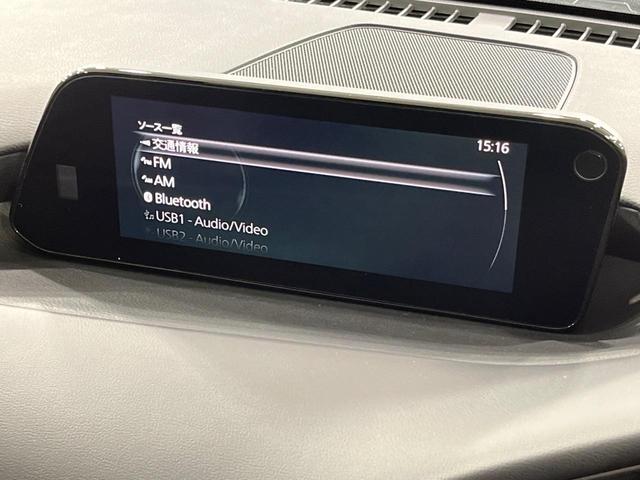 ソース一覧
15:16
交通情報
FM
AM
Bluetooth
USB1 - Audio/Video
USB2 - Audio/Video